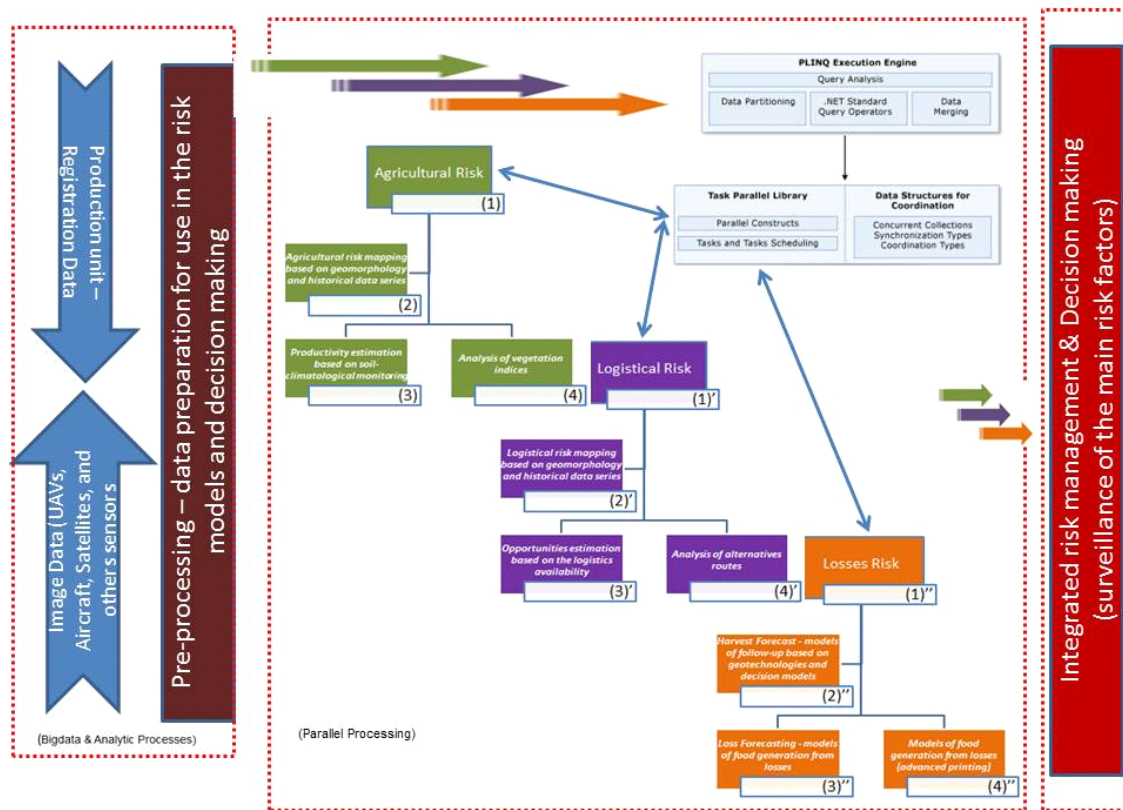 Production unit –
Registration Data
Image Data (UAVs,
Aircraft, Satellites, and
others sensors
(Bigdata & Analytic Processes)
Pre-processing – data preparation for use in the risk
models and decision making
PLINQ Execution Engine
Query Analysis
Data Partitioning
.NET Standard
Query Operators
Data
Merging
Task Parallel Library
Parallel Constructs
Tasks and Tasks Scheduling
Data Structures for
Coordination
Concurrent Collections
Synchronization Types
Coordination Types
Agricultural Risk
(1)
Agricultural risk mapping
based on geomorphology
and historical data series
(2)
Productivity estimation
based on soil-
climatological monitoring
(3)
Analysis of vegetation
indices
(4)
Logistical Risk
(1)'
Logistical risk mapping
based on geomorphology
and historical data series
(2)'
Opportunities estimation
based on the logistics
availability
(3)'
Analysis of alternatives
routes
(4)'
Losses Risk
(1)''
Harvest Forecast - models
of follow-up based on
geotechnologies and
decision models
(2)''
Loss Forecasting - models
of food generation from
losses
(3)''
Models of food
generation from losses
(advanced printing)
(4)''
(Parallel Processing)
Integrated risk management & Decision making
(surveillance of the main risk factors)